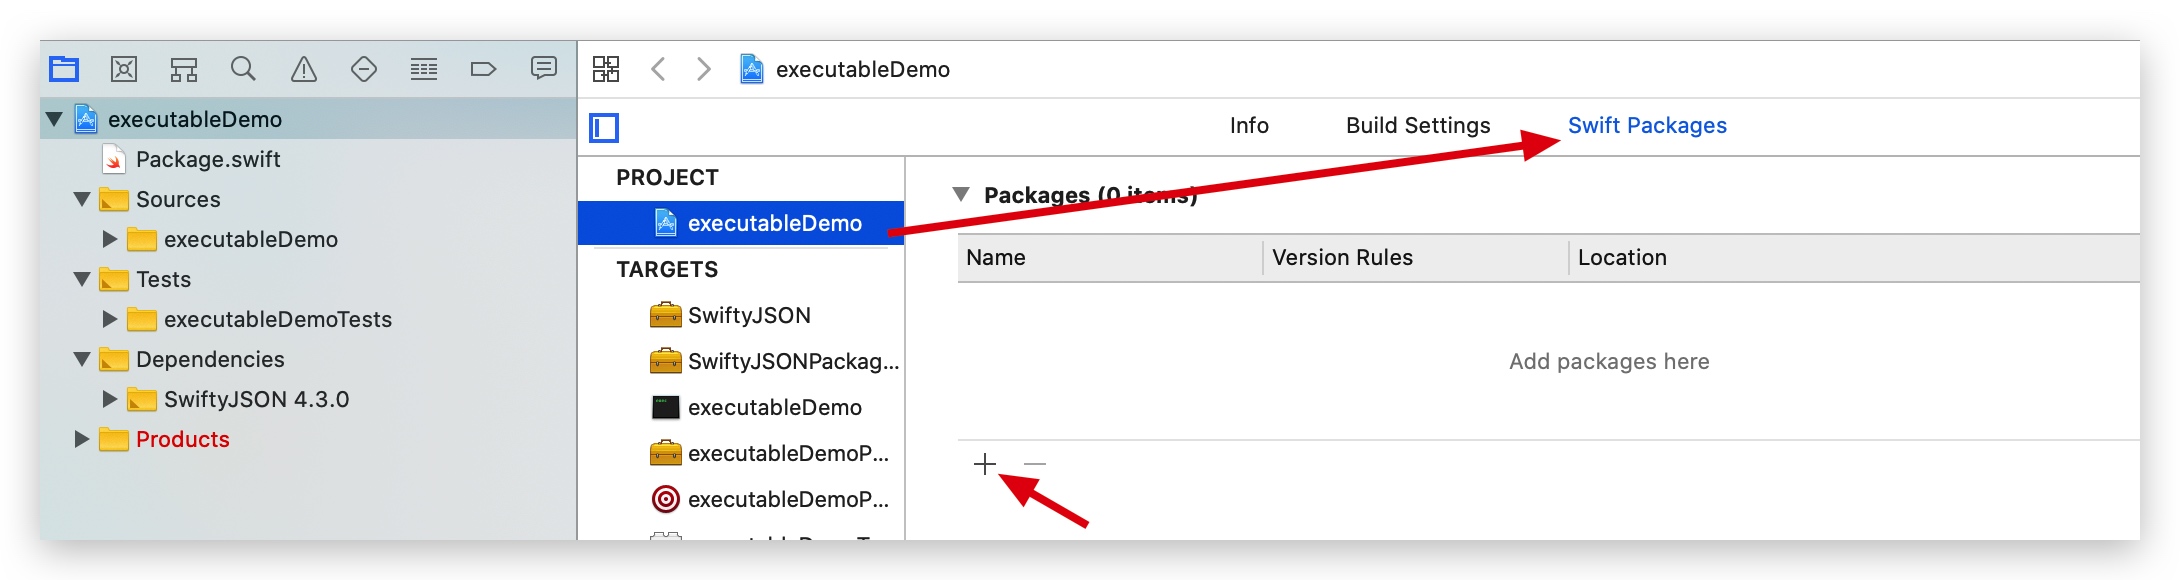 executableDemo
Package.swift
Sources
executableDemo
Tests
executableDemoTests
Dependencies
SwiftyJSON 4.3.0
Products
executableDemo
Info Build Settings Swift Packages
PROJECT
executableDemo
TARGETS
SwiftyJSON
SwiftyJSONPackag...
executableDemo
executableDemoP...
executableDemoP...
Packages (0 items)
Name Version Rules Location
Add packages here